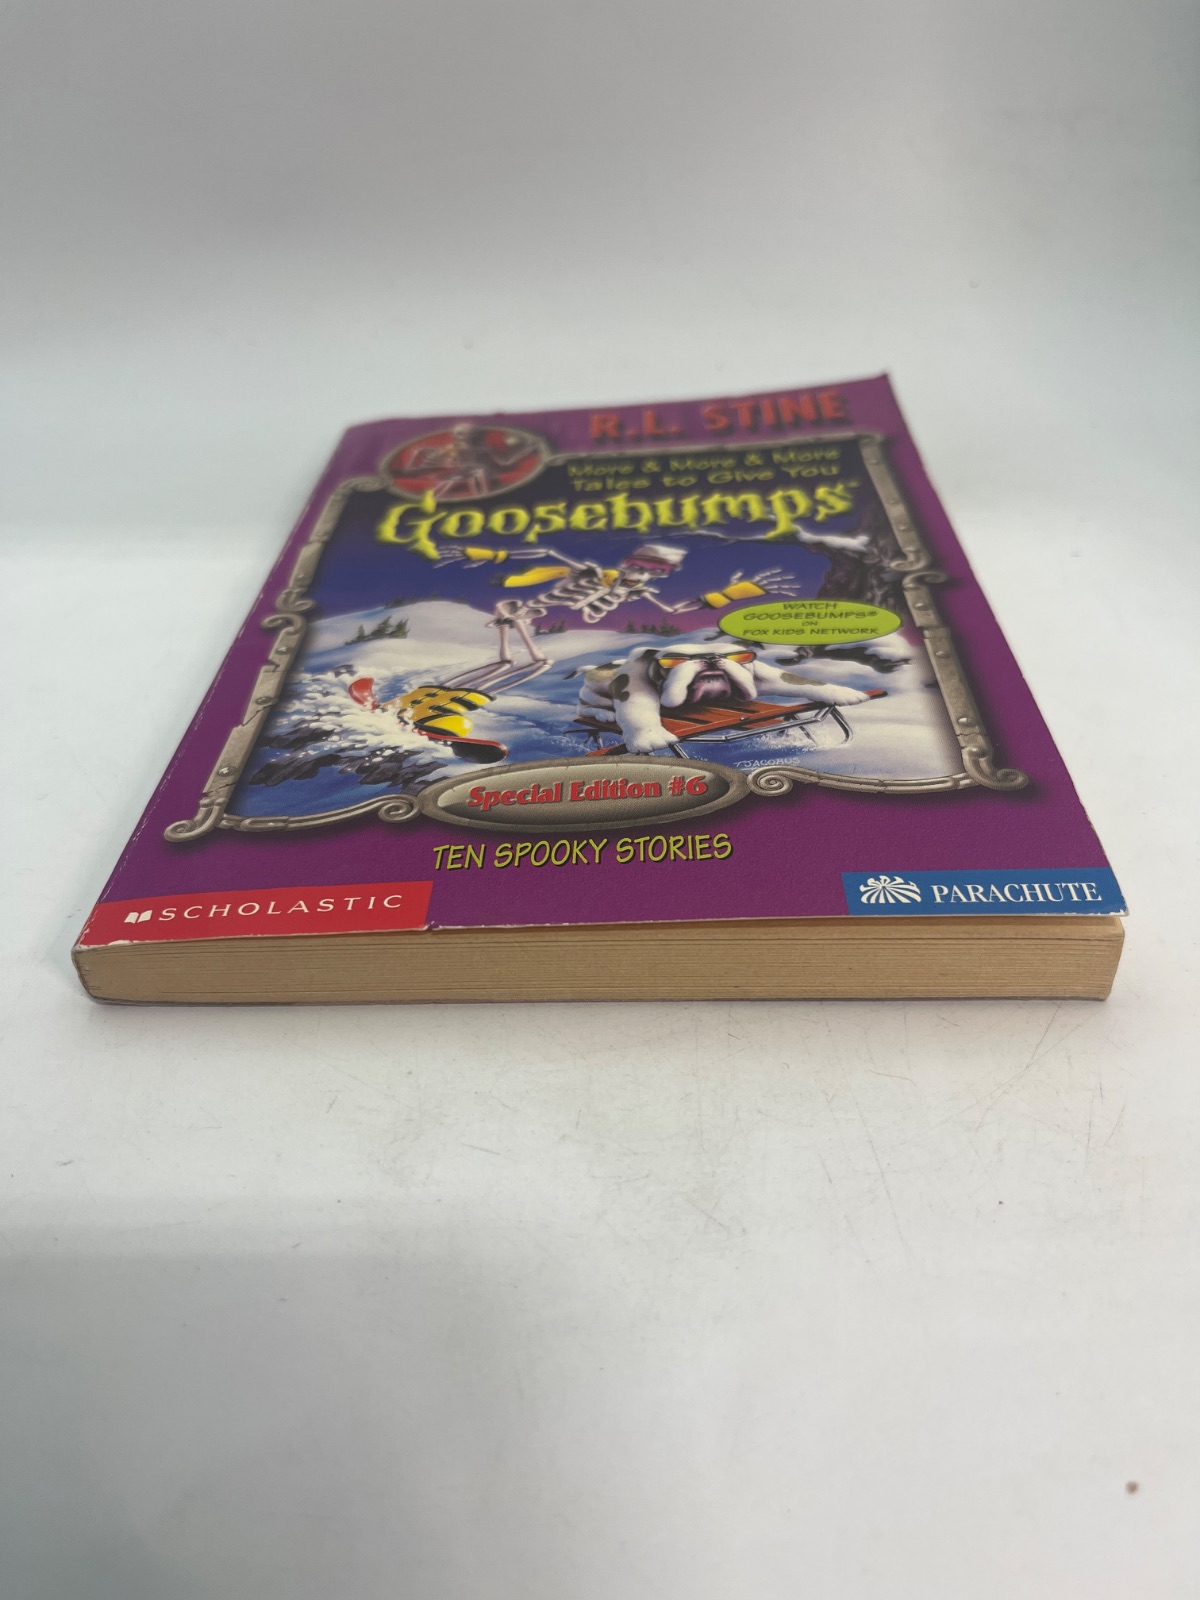 R.L. STINE
More & More & More
Tales to Give You
Goosebumps®
WATCH
GOOSEBUMPS®
ON
FOX KIDS NETWORK
TJACOBUS
Special Edition #6
TEN SPOOKY STORIES
SCHOLASTIC
PARACHUTE